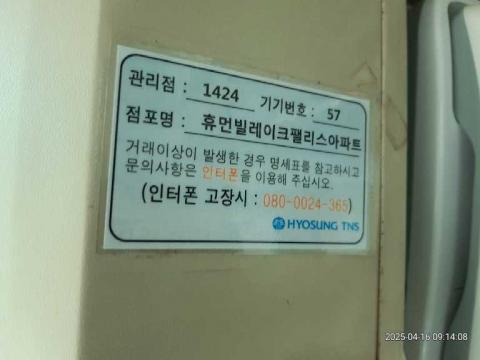 관리점 : 1424 기기번호 : 57
점포명 : 휴먼빌레이크팰리스아파트
거래이상이 발생한 경우 명세표를 참고하시고
문의사항은 인터폰을 이용해 주십시오.
(인터폰 고장시 : 080-0024-365)
HYOSUNG TNS
2025-04-16 09:14:08